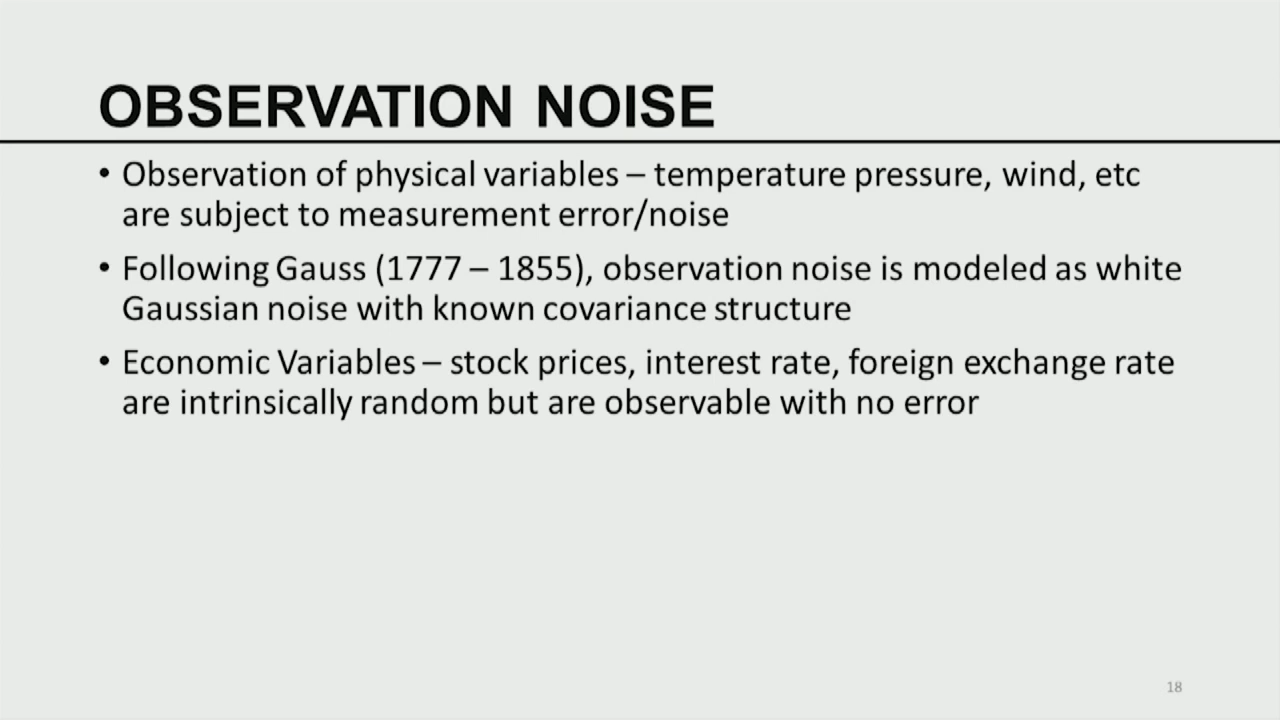 OBSERVATION NOISE
• Observation of physical variables – temperature pressure, wind, etc
are subject to measurement error/noise
• Following Gauss (1777 – 1855), observation noise is modeled as white
Gaussian noise with known covariance structure
• Economic Variables – stock prices, interest rate, foreign exchange rate
are intrinsically random but are observable with no error
18